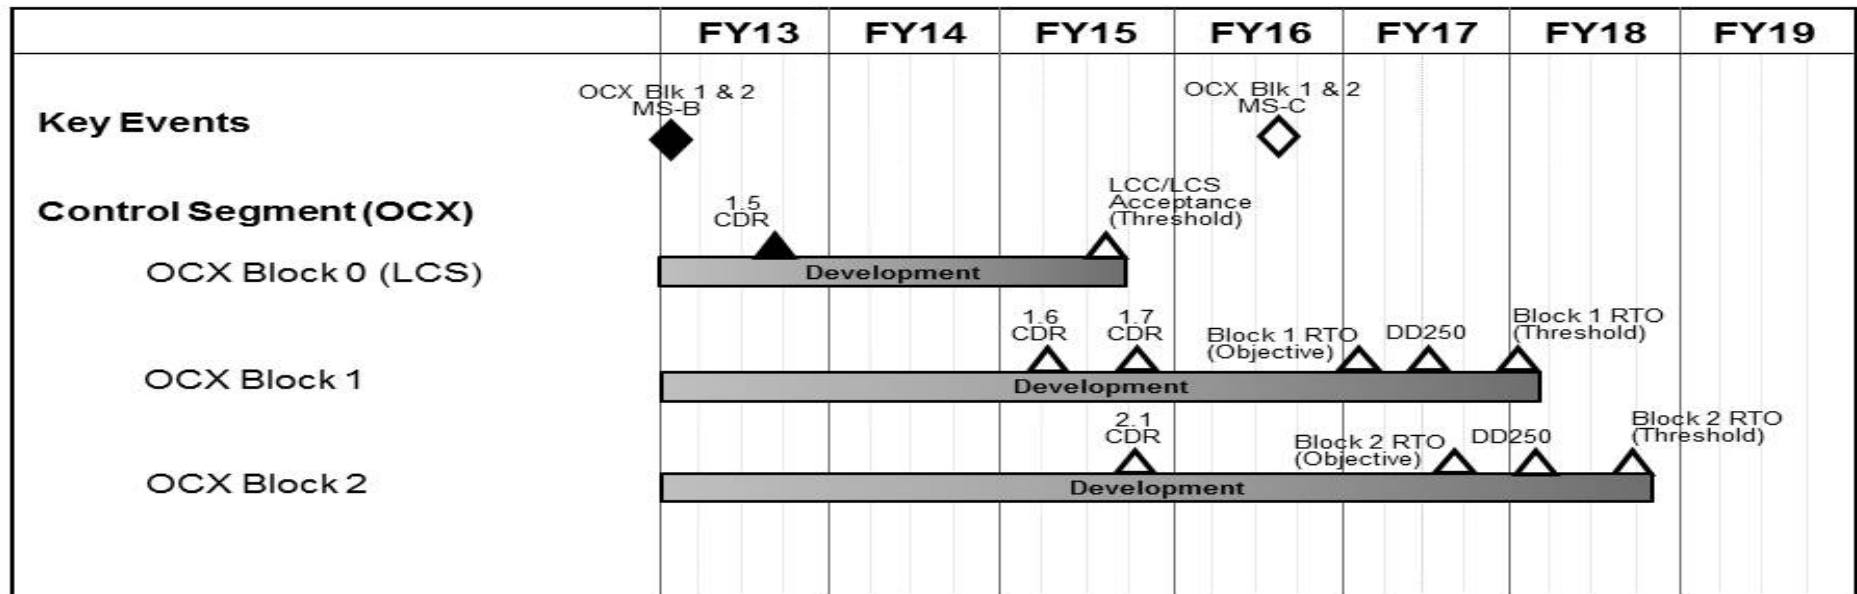 FY13 FY14 FY15 FY16 FY17 FY18 FY19
OCX Blk 1 & 2
MS-B
OCX Blk 1 & 2
MS-C
Key Events
Control Segment (OCX)
1.5
CDR
LCC/LCS
Acceptance
(Threshold)
OCX Block 0 (LCS)
Development
1.6
CDR
1.7
CDR
Block 1 RTO
(Objective)
DD250
Block 1 RTO
(Threshold)
OCX Block 1
Development
2.1
CDR
Block 2 RTO
(Objective)
DD250
Block 2 RTO
(Threshold)
OCX Block 2
Development